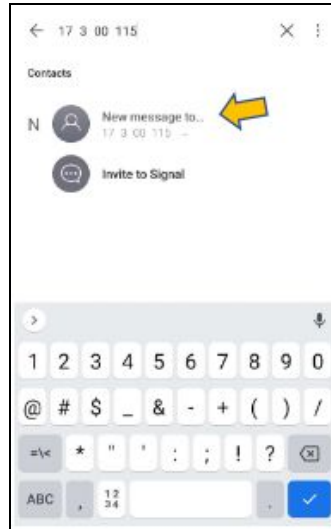 17 3 00 115
Contacts
N
New message to..
17 3 00 115
Invite to Signal
1 2 3 4 5 6 7 8 9 0
@ # $ _ & - + ( ) /
=\< * " ' : ; ! ?
ABC , 12 34 .